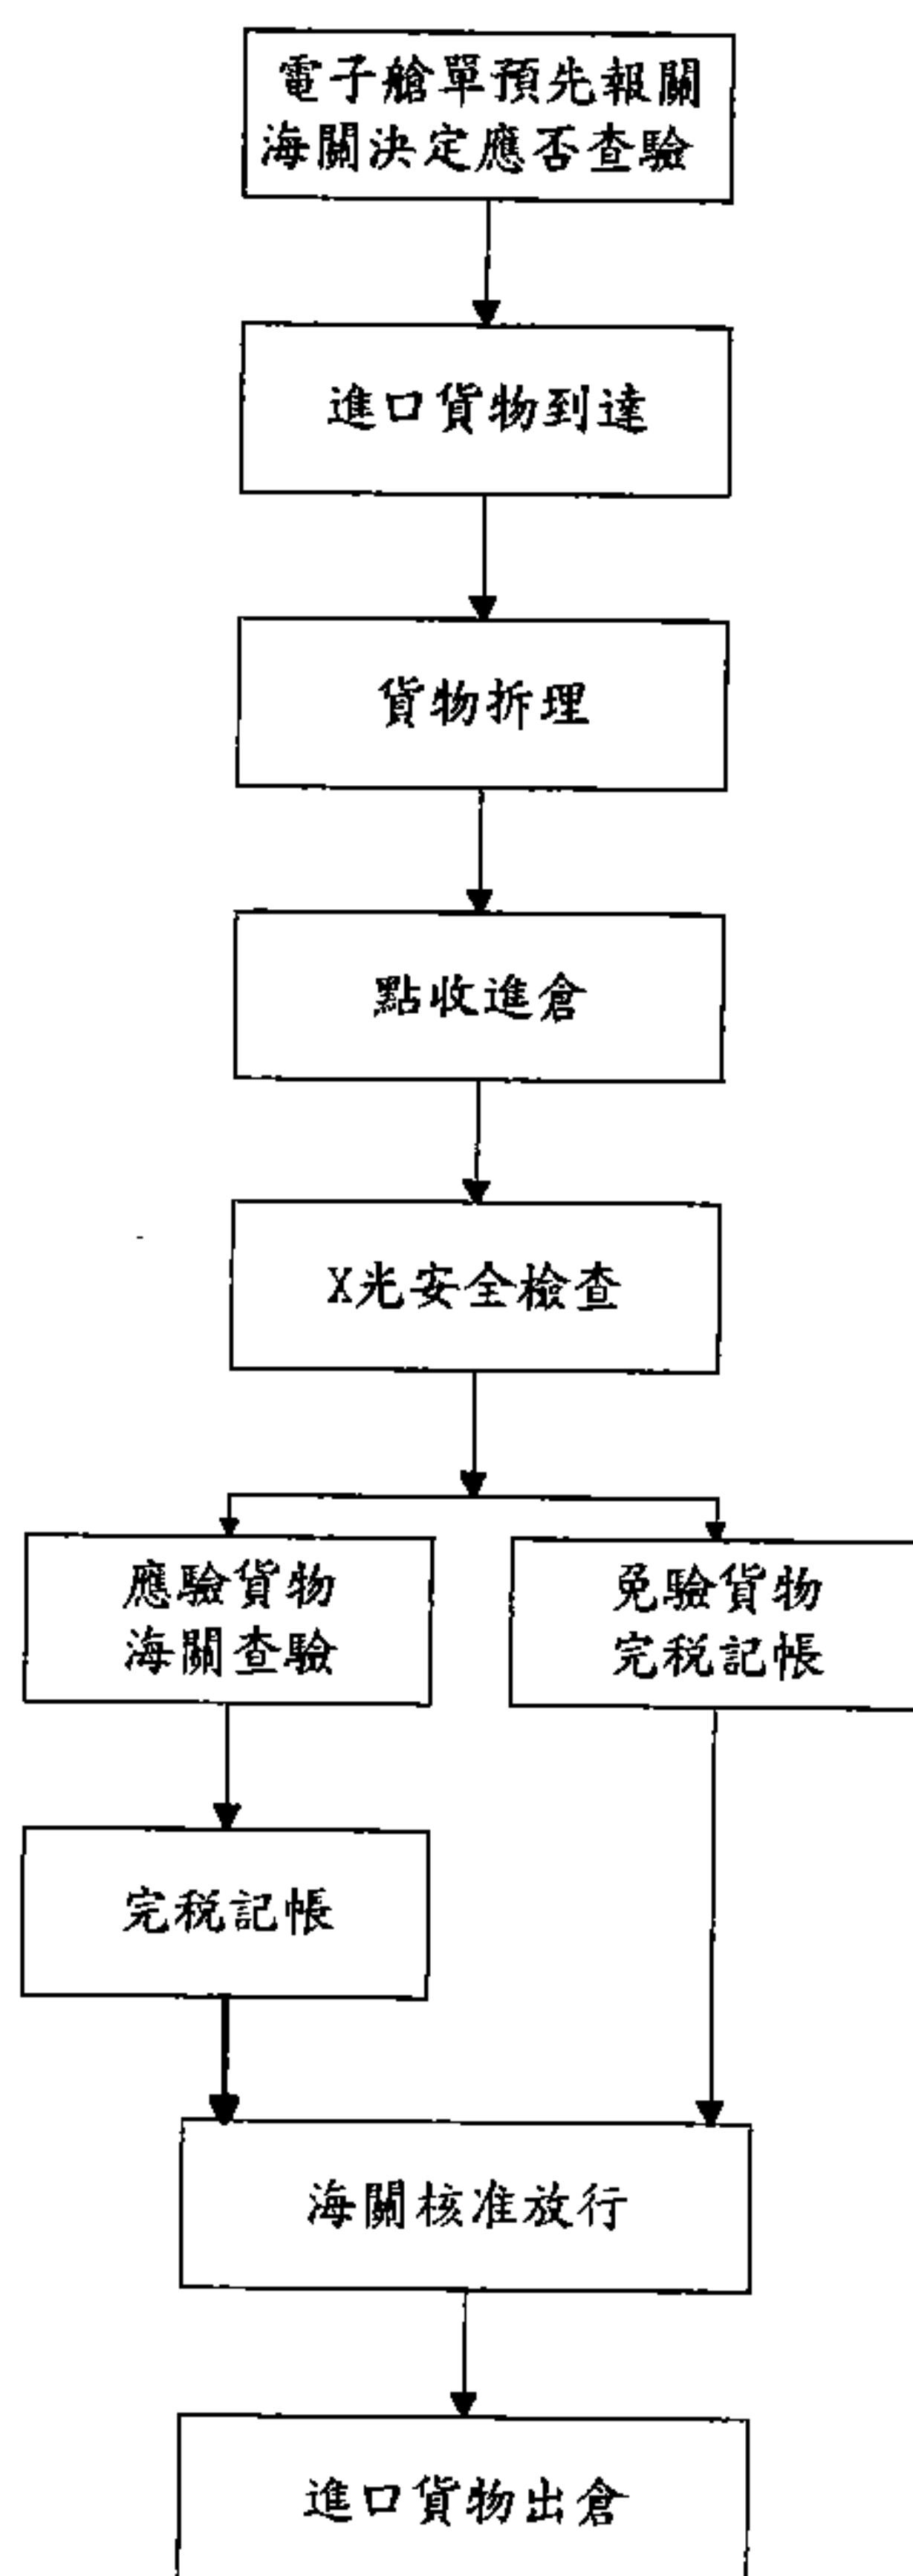 電子艙單預先報關
海關決定應否查驗
進口貨物到達
貨物拆理
點收進倉
X光安全檢查
應驗貨物
海關查驗
免驗貨物
完稅記帳
完稅記帳
海關核准放行
進口貨物出倉